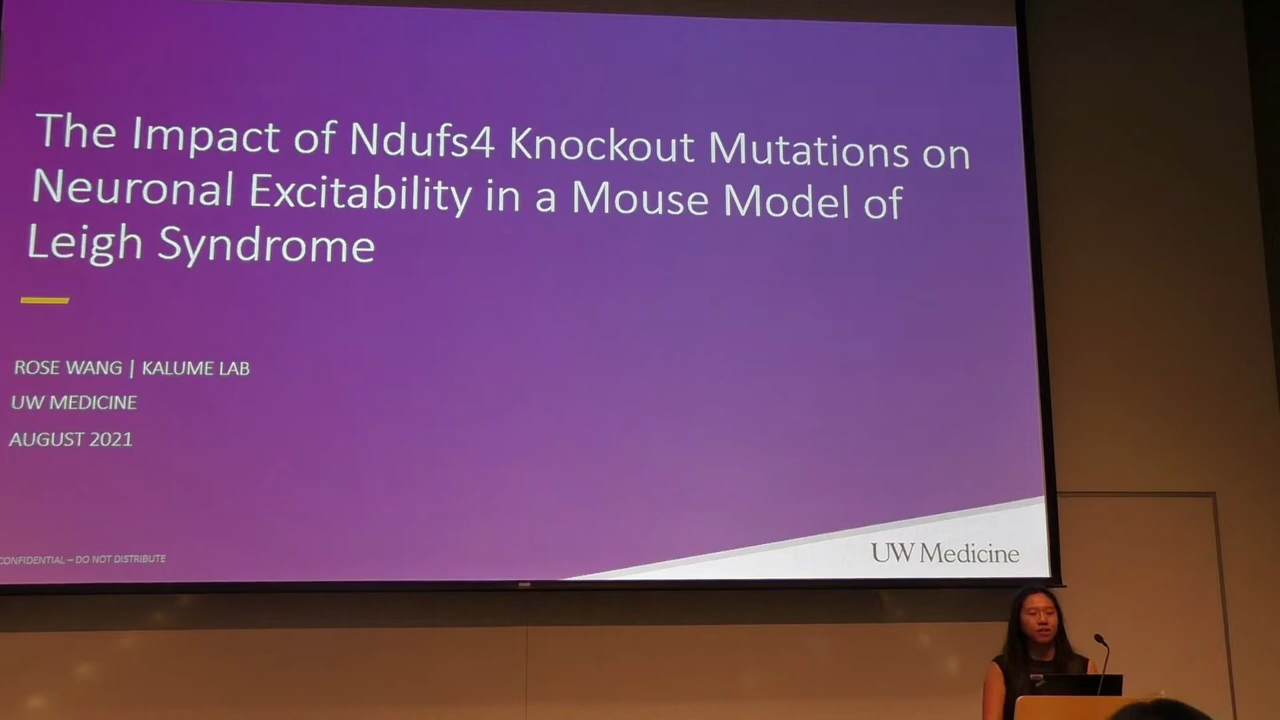 The Impact of Ndufs4 Knockout Mutations on
Neuronal Excitability in a Mouse Model of
Leigh Syndrome
ROSE WANG | KALUME LAB
UW MEDICINE
AUGUST 2021
CONFIDENTIAL – DO NOT DISTRIBUTE
UW Medicine